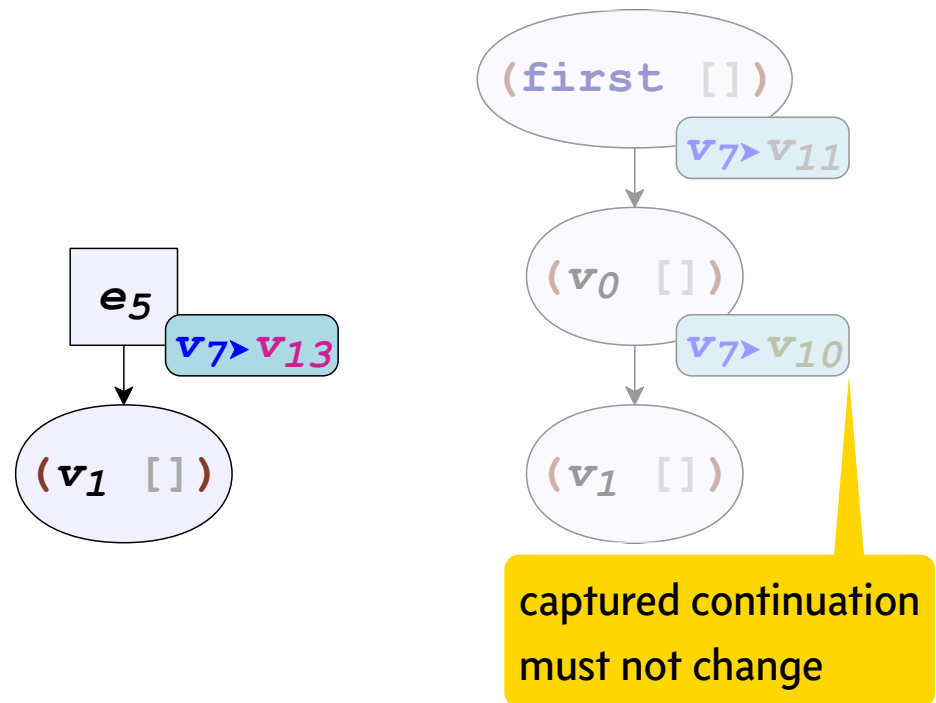 e5
v7➤v13
(v1 [])
(first [])
v7➤v11
(v0 [])
v7➤v10
(v1 [])
captured continuation
must not change